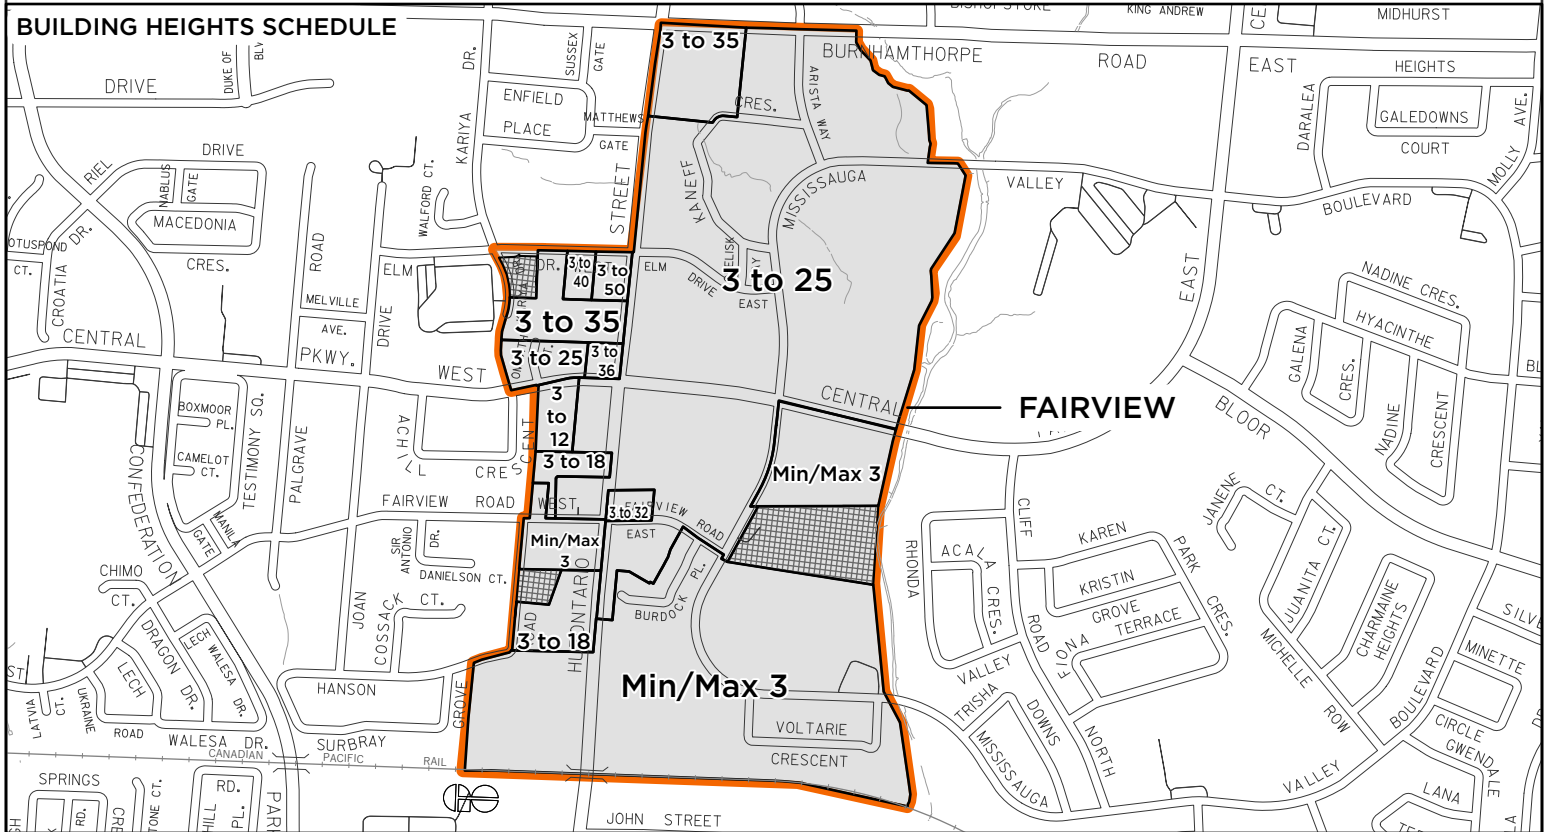 BUILDING HEIGHTS SCHEDULE
KING ANDREW
MIDHURST
DUKE OF
DR.
SUSSEX
GATE
3 to 35
BURNHAMTHORPE
ROAD
EAST
HEIGHTS
DRIVE
ENFIELD
PLACE
MATTHEWS
GATE
CRES.
ARISTA WAY
DARALEA
GALEDOWNS
COURT
MOLLY
AVE.
KARIYA
DRIVE
RIEL
NABLUS
GATE
WALFORD CT.
STREET
KANEFF
MISSISSAUGA
VALLEY
BOULEVARD
MACEDONIA
CRES.
DR.
CT.
CROATIA
ROAD
ELM
DR.
3 to
40
3 to
50
ELM
DRIVE
EAST
3 to 25
EAST
NADINE CRES.
HYACINTHE
MELVILLE
AVE.
DRIVE
3 to 35
CENTRAL
PKWY.
WEST
3 to 25
3 to
36
GALENA
CRES.
NADINE
CRESCENT
CENTRAL
FAIRVIEW
BLOOR
BOXMOOR
PL.
TESTIMONY SQ.
3
to
12
CAMELOT
CT.
PALGRAVE
ACHILL
CRESCENT
3 to 18
Min/Max 3
CONFEDERATION
FAIRVIEW
ROAD
WEST
3 to 32
FAIRVIEW
ROAD
EAST
CLIFF
ROAD
JANENE
CT.
MANILA
GATE
SIR
ANTONIO
DR.
DANIELSON CT.
Min/Max
3
RHONDA
ACALA CRES.
KAREN
PARK
CRES.
KRISTIN
GROVE
TERRACE
FIONA
JUANITA CT.
CHARMAINE
HEIGHTS
CHIMO
CT.
JOAN
COSSACK
CT.
HURONTARIO
BURDOCK
PL.
3 to 18
DRAGON DR.
LECH
WALESA DR.
LECH
Min/Max 3
VALLEY
MICHELLE
ROW
MINETTE
BOULEVARD
LATVIA
CT.
UKRAINE
ROAD
HANSON
GROVE
TRISHA
DOWNS
NORTH
CIRCLE
GWENDALE
WALESA DR.
SURBRAY
VOLTARIE
CRESCENT
MISSISSAUGA
VALLEY
CANADIAN
PACIFIC
RAIL
SPRINGS
RD.
LANA
RD.
HILL
PL.
JOHN STREET